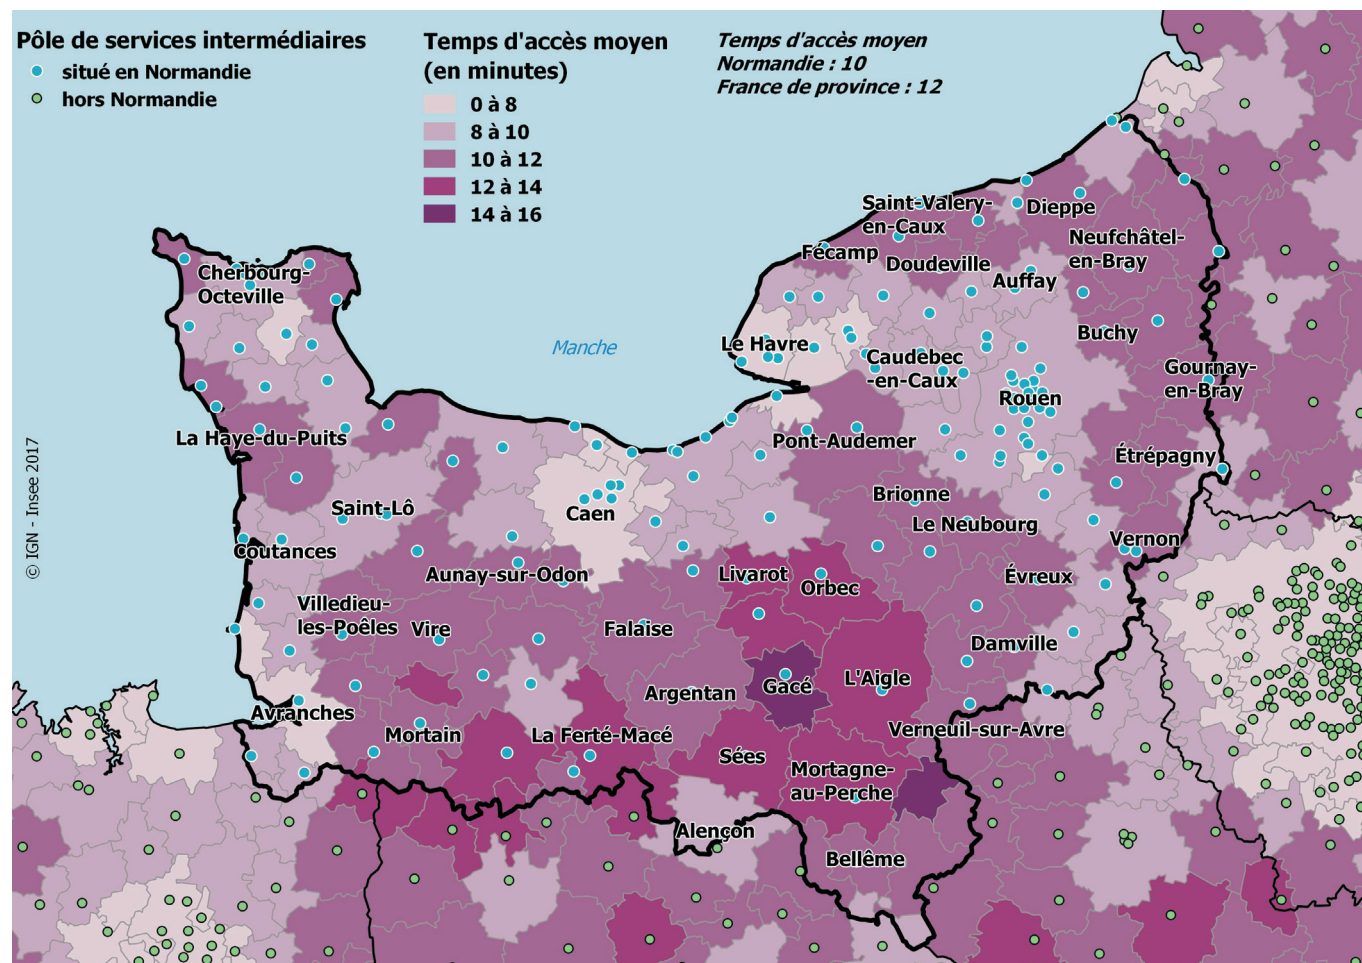 Pôle de services intermédiaires
situé en Normandie
hors Normandie
Temps d'accès moyen
(en minutes)
0 à 8
8 à 10
10 à 12
12 à 14
14 à 16
Temps d'accès moyen
Normandie : 10
France de province : 12
Saint-Valery-
en-Caux
Dieppe
Neufchâtel-
en-Bray
Fécamp
Doudeville
Auffay
Cherbourg-
Octeville
Buchy
Manche
Le Havre
Caudebec
-en-Caux
Gournay-
en-Bray
Rouen
La Haye-du-Puits
Pont-Audemer
Étrépagny
Brionne
Saint-Lô
Caen
Le Neubourg
Vernon
Coutances
Aunay-sur-Odon
Livarot
Orbec
Évreux
Villedieu-
les-Poêles
Vire
Falaise
Damville
Argentan
Gacé
L'Aigle
Avranches
Mortain
La Ferté-Macé
Verneuil-sur-Avre
Sées
Mortagne-
au-Perche
Alençon
Bellême
© IGN - Insee 2017